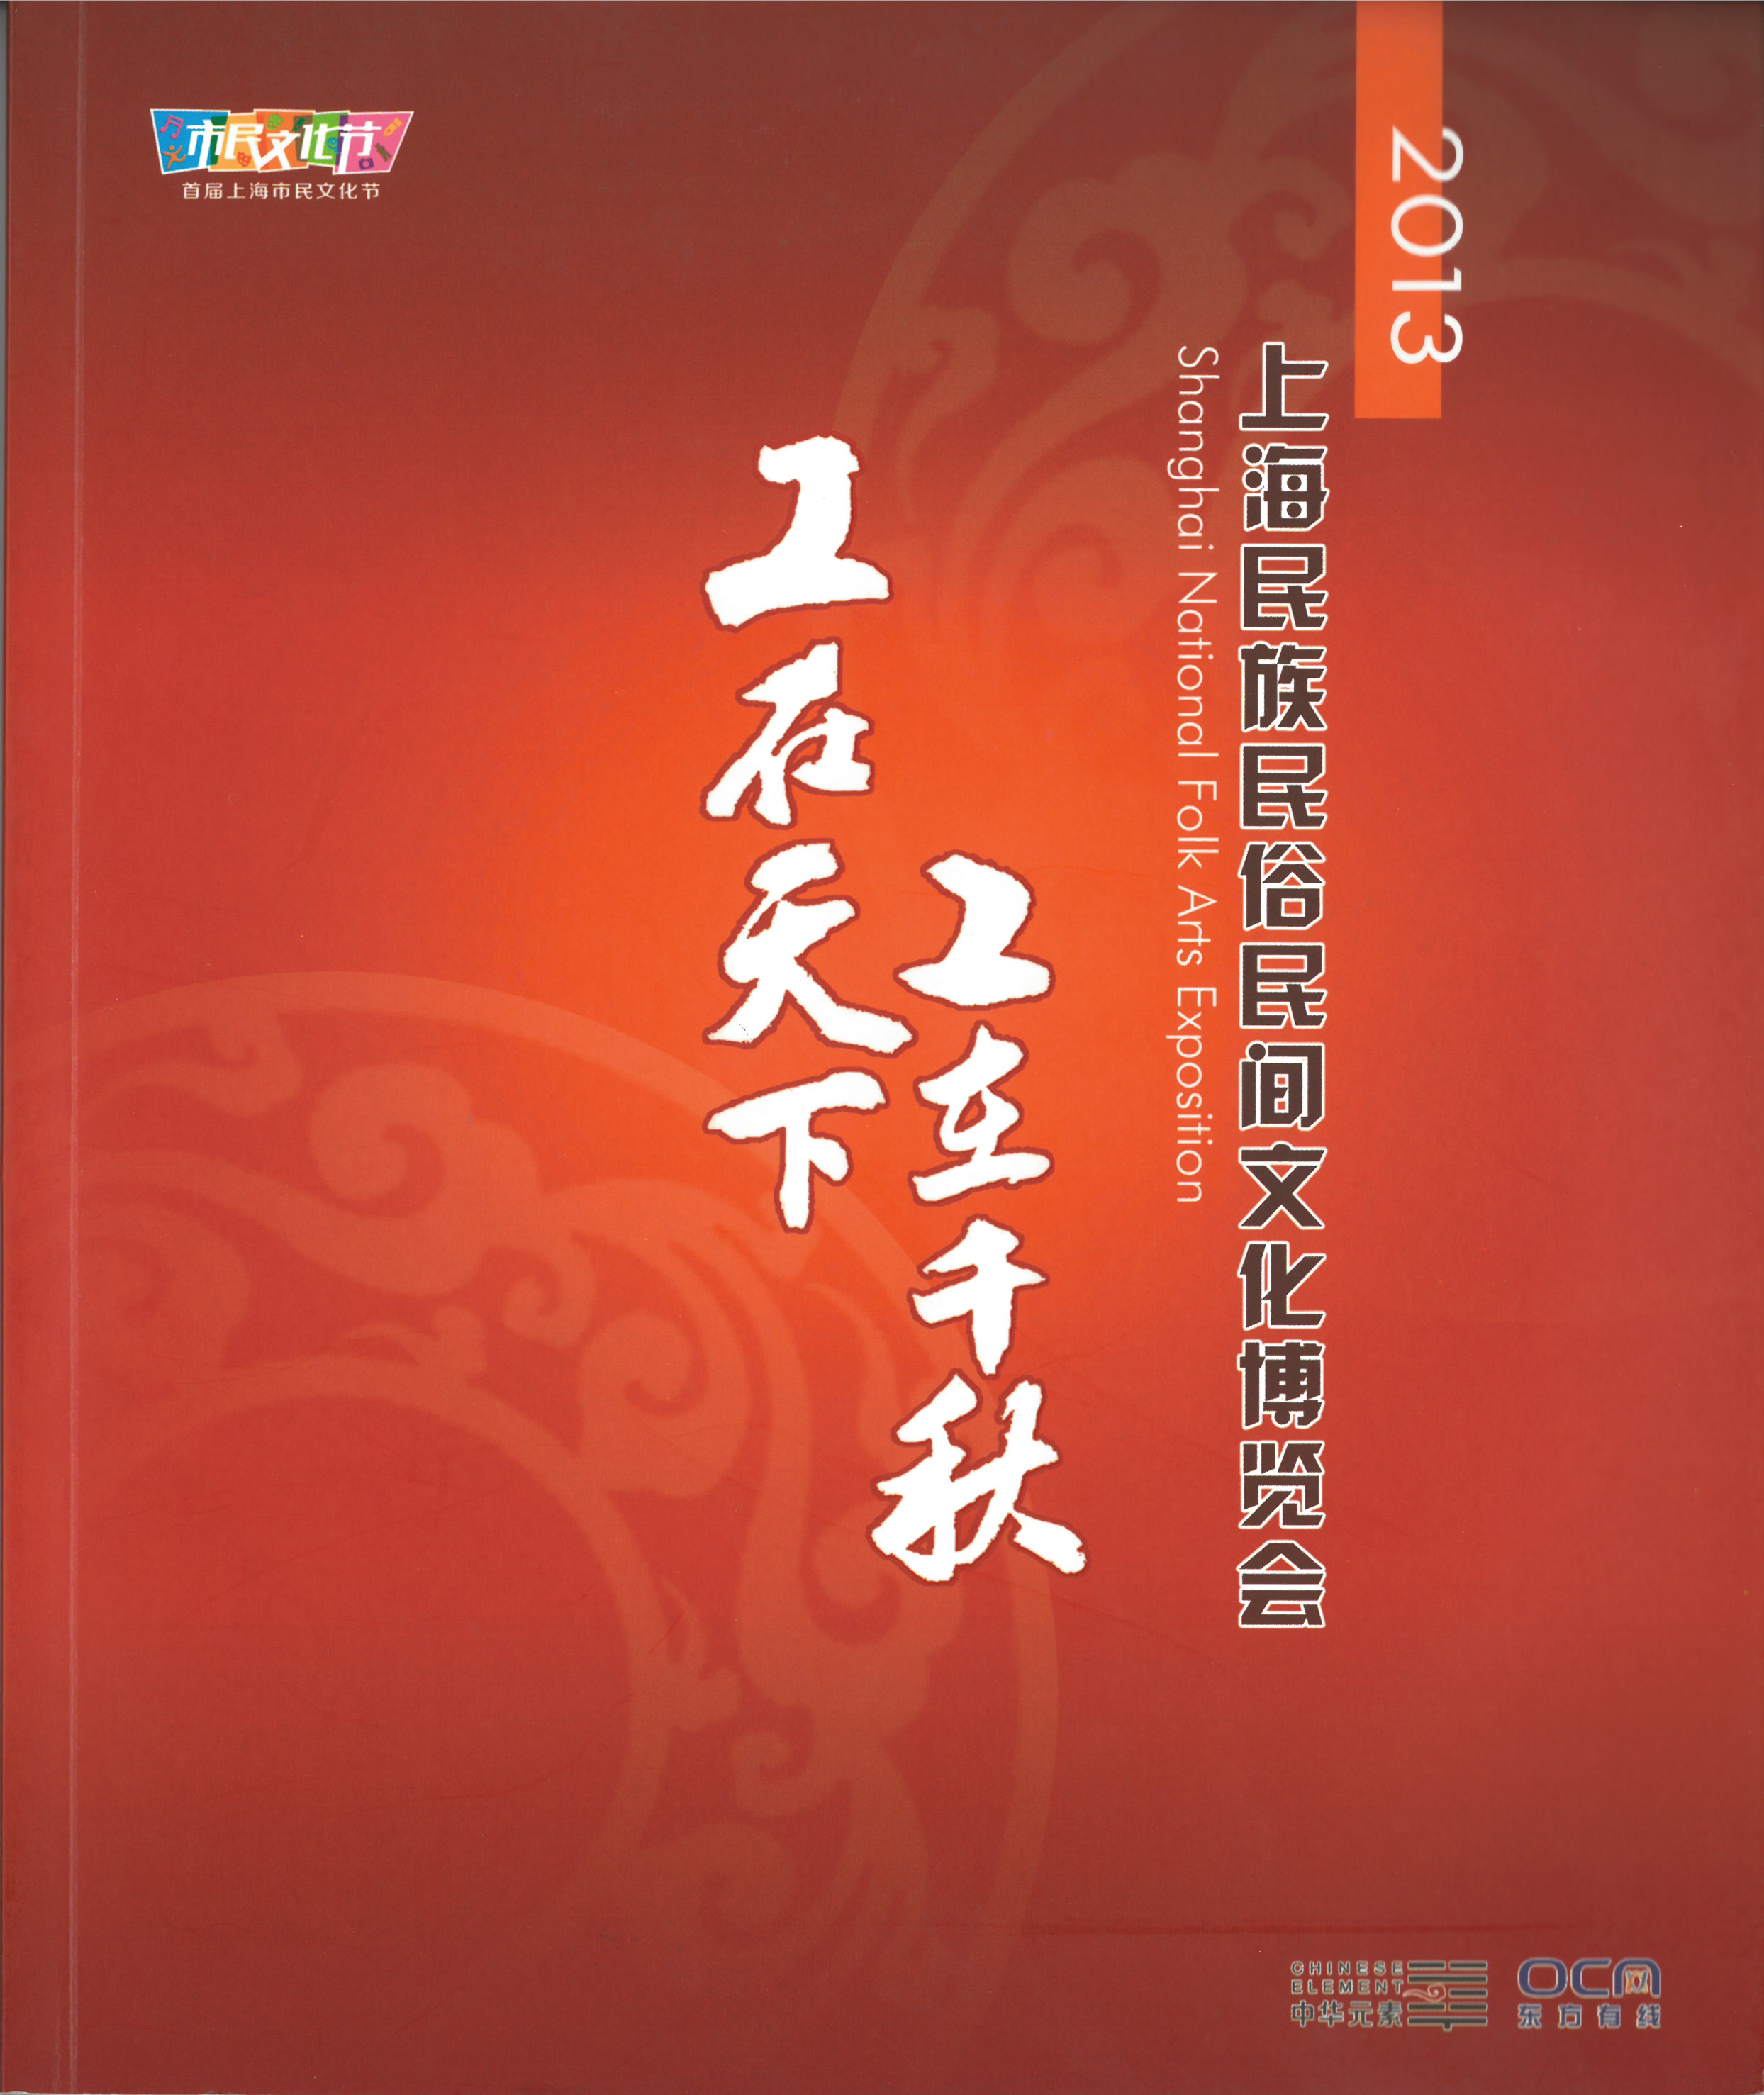 市民文化节
首届上海市民文化节
2013
上海民族民俗民间文化博览会
Shanghai National Folk Arts Exposition
工在天下
工在千秋
CHINESE
ELEMENT
中华元素
OCN
东方有线